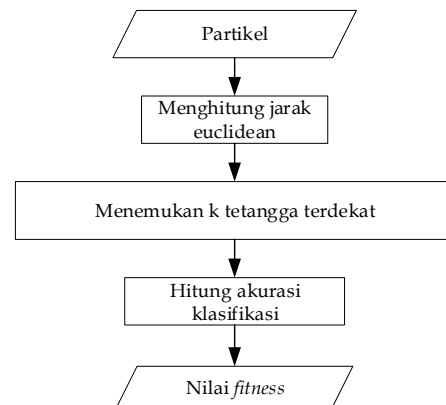 Partikel
Menghitung jarak
euclidean
Menemukan k tetangga terdekat
Hitung akurasi
klasifikasi
Nilai fitness